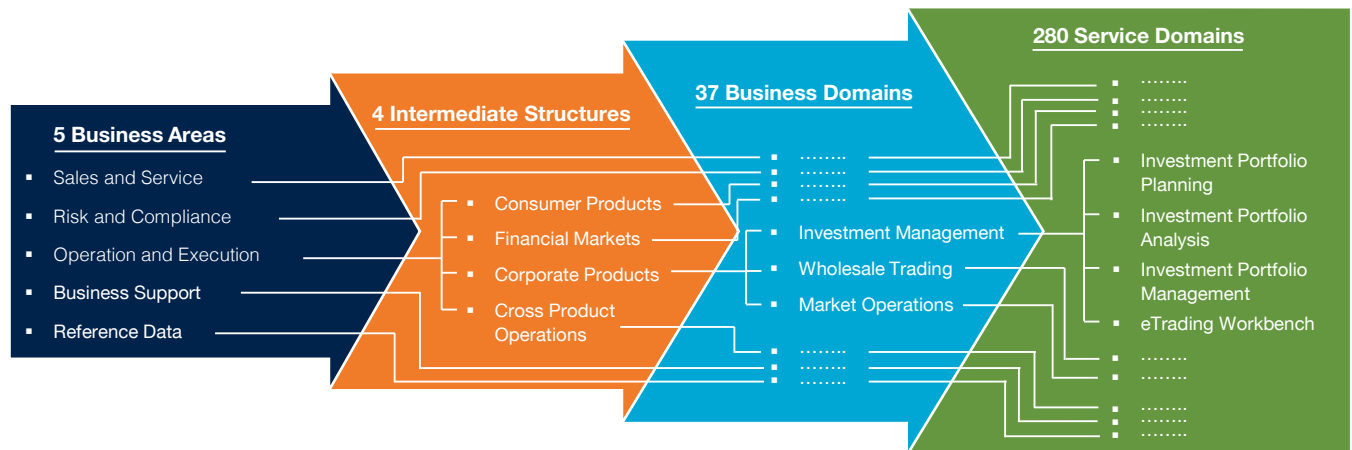 5 Business Areas
▪ Sales and Service
▪ Risk and Compliance
▪ Operation and Execution
▪ Business Support
▪ Reference Data
4 Intermediate Structures
▪ Consumer Products
▪ Financial Markets
▪ Corporate Products
▪ Cross Product
Operations
37 Business Domains
▪ ........
▪ ........
▪ ........
▪ ........
▪ Investment Management
▪ Wholesale Trading
▪ Market Operations
▪ ........
▪ ........
▪ ........
280 Service Domains
▪ ........
▪ ........
▪ ........
▪ ........
▪ Investment Portfolio
Planning
▪ Investment Portfolio
Analysis
▪ Investment Portfolio
Management
▪ eTrading Workbench
▪ ........
▪ ........
▪ ........
▪ ........
▪ ........